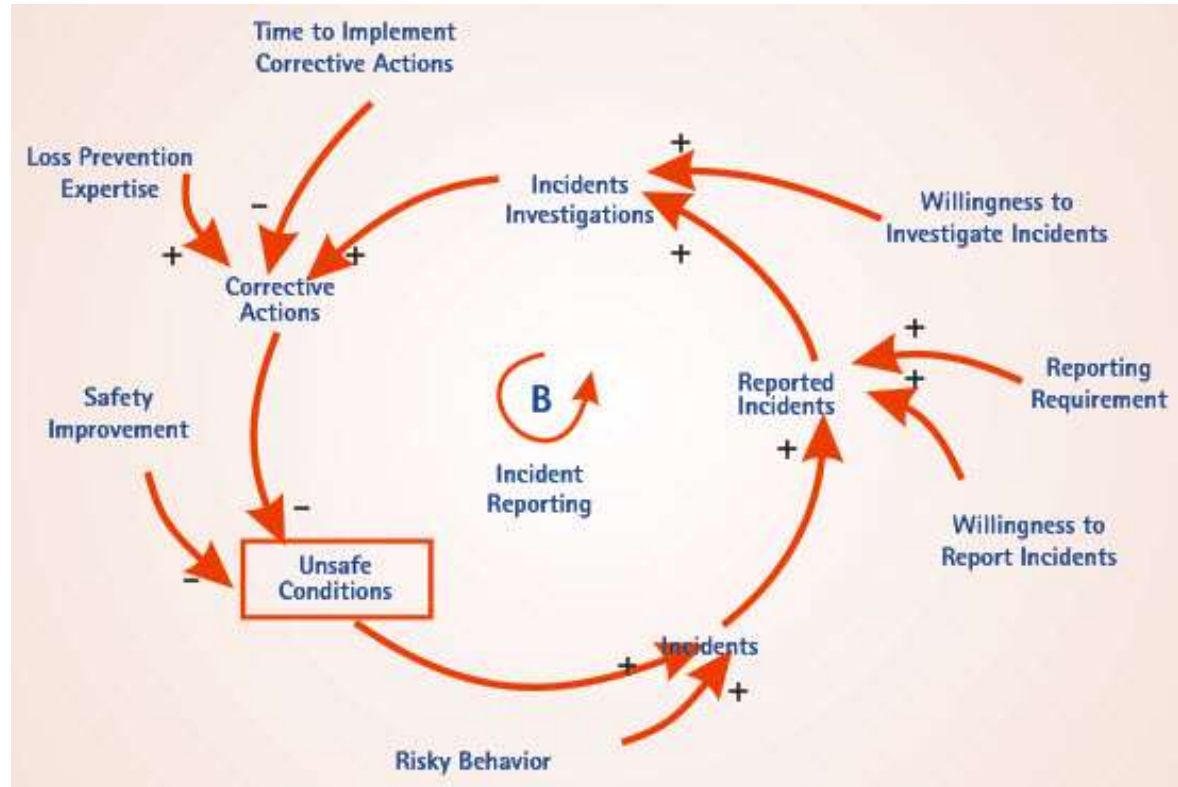 Time to Implement
Corrective Actions
Loss Prevention
Expertise
+
-
+
Corrective
Actions
Incidents
Investigations
+
+
Willingness to
Investigate Incidents
Reported
Incidents
+
+
+
Reporting
Requirement
Willingness to
Report Incidents
B
Incident
Reporting
Safety
Improvement
-
-
Unsafe
Conditions
Incidents
+
+
Risky Behavior